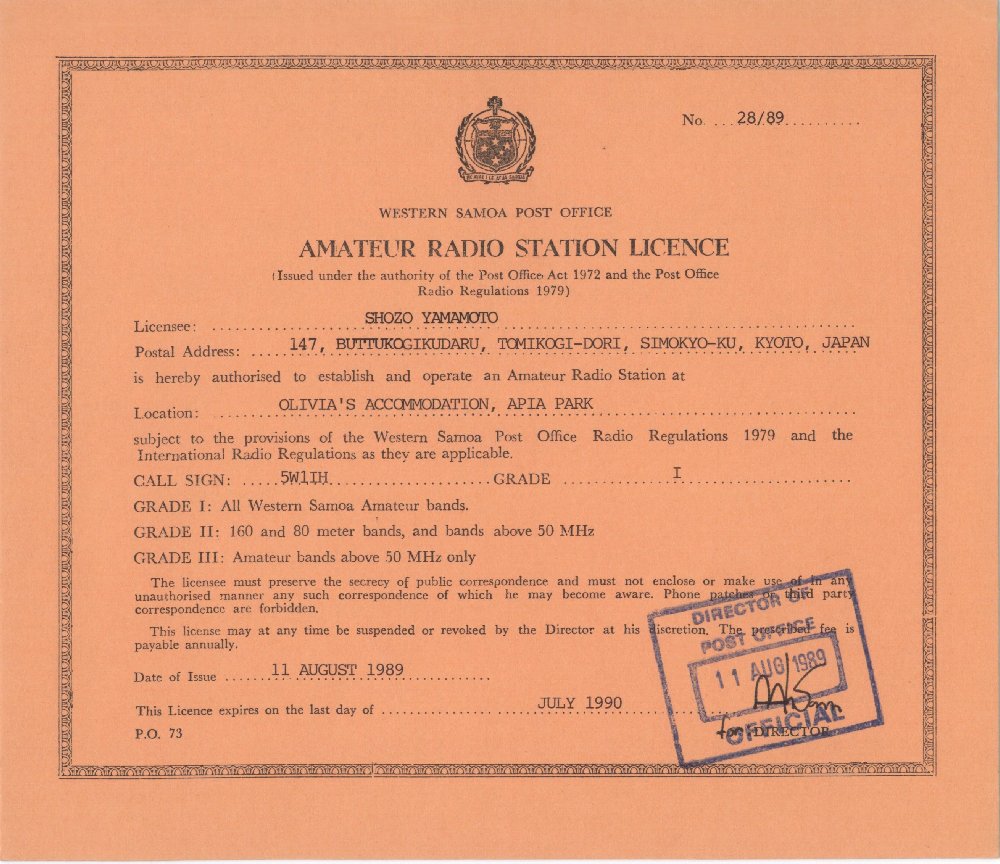 No. 28/89
WESTERN SAMOA POST OFFICE
AMATEUR RADIO STATION LICENCE
(Issued under the authority of the Post Office Act 1972 and the Post Office
Radio Regulations 1979)
Licensee: SHOZO YAMAMOTO
Postal Address: 147, BUTTUKOGIKUDARU, TOMIKOGI-DORI, SIMOKYO-KU, KYOTO, JAPAN
is hereby authorised to establish and operate an Amateur Radio Station at
Location: OLIVIA'S ACCOMMODATION, APIA PARK
subject to the provisions of the Western Samoa Post Office Radio Regulations 1979 and the
International Radio Regulations as they are applicable.
CALL SIGN: 5W1IH GRADE I
GRADE I: All Western Samoa Amateur bands.
GRADE II: 160 and 80 meter bands, and bands above 50 MHz
GRADE III: Amateur bands above 50 MHz only
The licensee must preserve the secrecy of public correspondence and must not enclose or make use of in any
unauthorised manner any such correspondence of which he may become aware. Phone patches or third party
correspondence are forbidden.
This license may at any time be suspended or revoked by the Director at his discretion. The prescribed fee is
payable annually.
Date of Issue 11 AUGUST 1989
This Licence expires on the last day of JULY 1990
P.O. 73
for DIRECTOR
DIRECTOR OF
POST OFFICE
11 AUG 1989
OFFICIAL